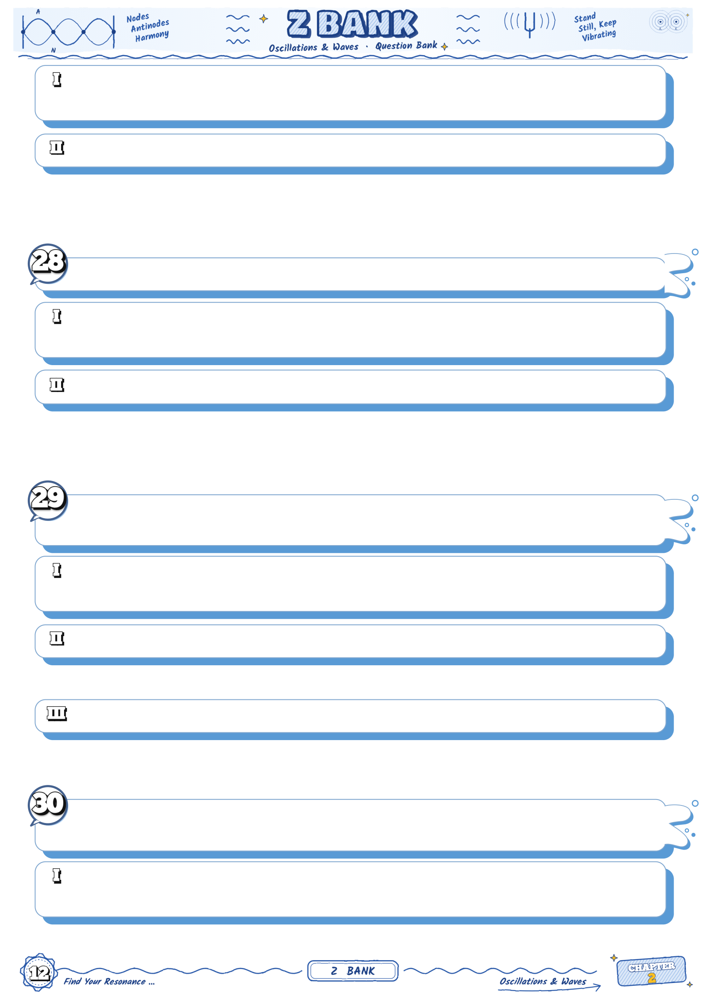 A
N
Nodes
Antinodes
Harmony
Z BANK
Oscillations & Waves · Question Bank
Stand
Still, Keep
Vibrating
I
II
28
I
II
29
I
II
III
30
I
12
Find Your Resonance ...
Z BANK
Oscillations & Waves
CHAPTER
2